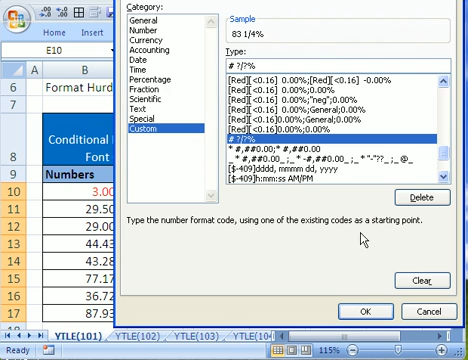 Category:
General
Number
Currency
Accounting
Date
Time
Percentage
Fraction
Scientific
Text
Special
Custom
Sample
83 1/4%
Type:
# ?/?%
[Red][<0.16] 0.00%;[Red][<0.16] -0.00%
[Red][<0.16] 0.00%;0.00%
[Red][<0.16] 0.00%;"neg";0.00%
[Red][<0.16] 0.00%;General;0.00%
[Red][<0.16]0.00%;General;0.00%
[Red][<0.16]0.00%;0.00%
# ?/?%
* #,##0.00;* #,##0.00
_ * #,##0.00_;_ * -#,##0.00_;_ * "-"??_;_ @_
[$-409]dddd, mmmm dd, yyyy
[$-409]h:mm:ss AM/PM
Delete
Type the number format code, using one of the existing codes as a starting point.
Clear
OK
Cancel
Home
Insert
E10
A
B
6 Format Hurd
7
8 Conditional
Font
9 Numbers
10 3.00
11 29.50
12 29.00
13 44.43
14 43.28
15 77.17
16 36.72
17 87.93
18
YTLE(101)
YTLE(102)
YTLE(103)
YTLE(104
Ready
115%